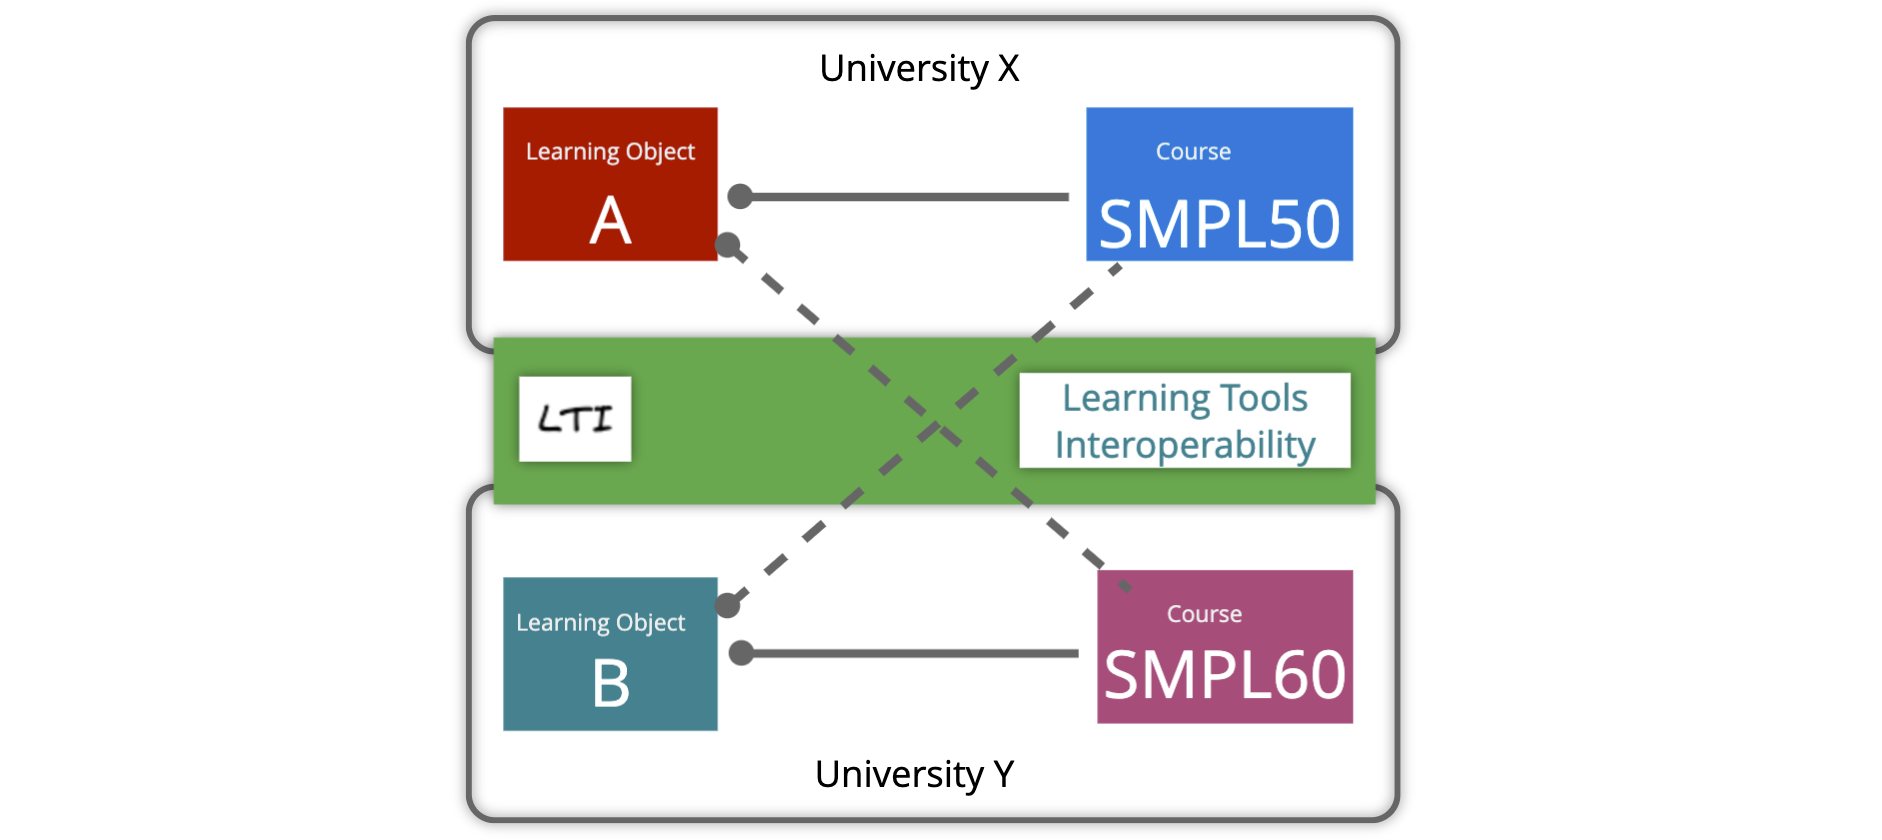 University X
Learning Object
A
Course
SMPL50
LTI
Learning Tools
Interoperability
Learning Object
B
Course
SMPL60
University Y